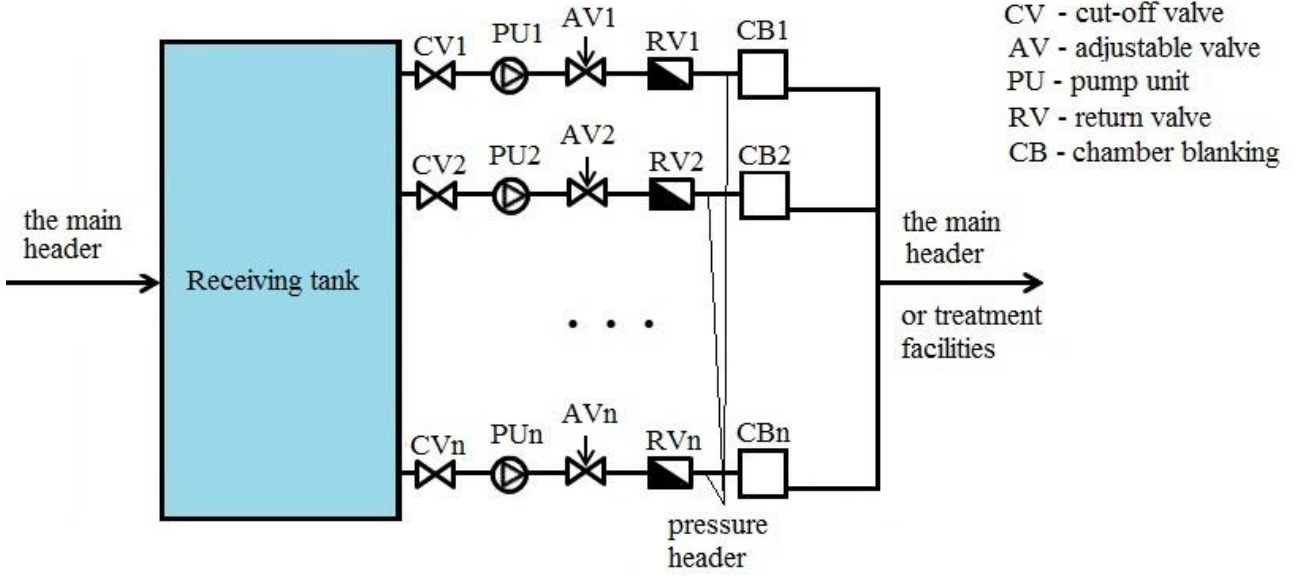 CV - cut-off valve
AV - adjustable valve
PU - pump unit
RV - return valve
CB - chamber blanking
CV1 PU1 AV1 RV1 CB1
CV2 PU2 AV2 RV2 CB2
the main
header
Receiving tank
the main
header
or treatment
facilities
. . .
CVn PUn AVn RVn CBn
pressure
header